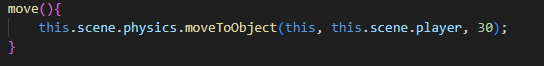 move(){
this.scene.physics.moveToObject(this, this.scene.player, 30);
}